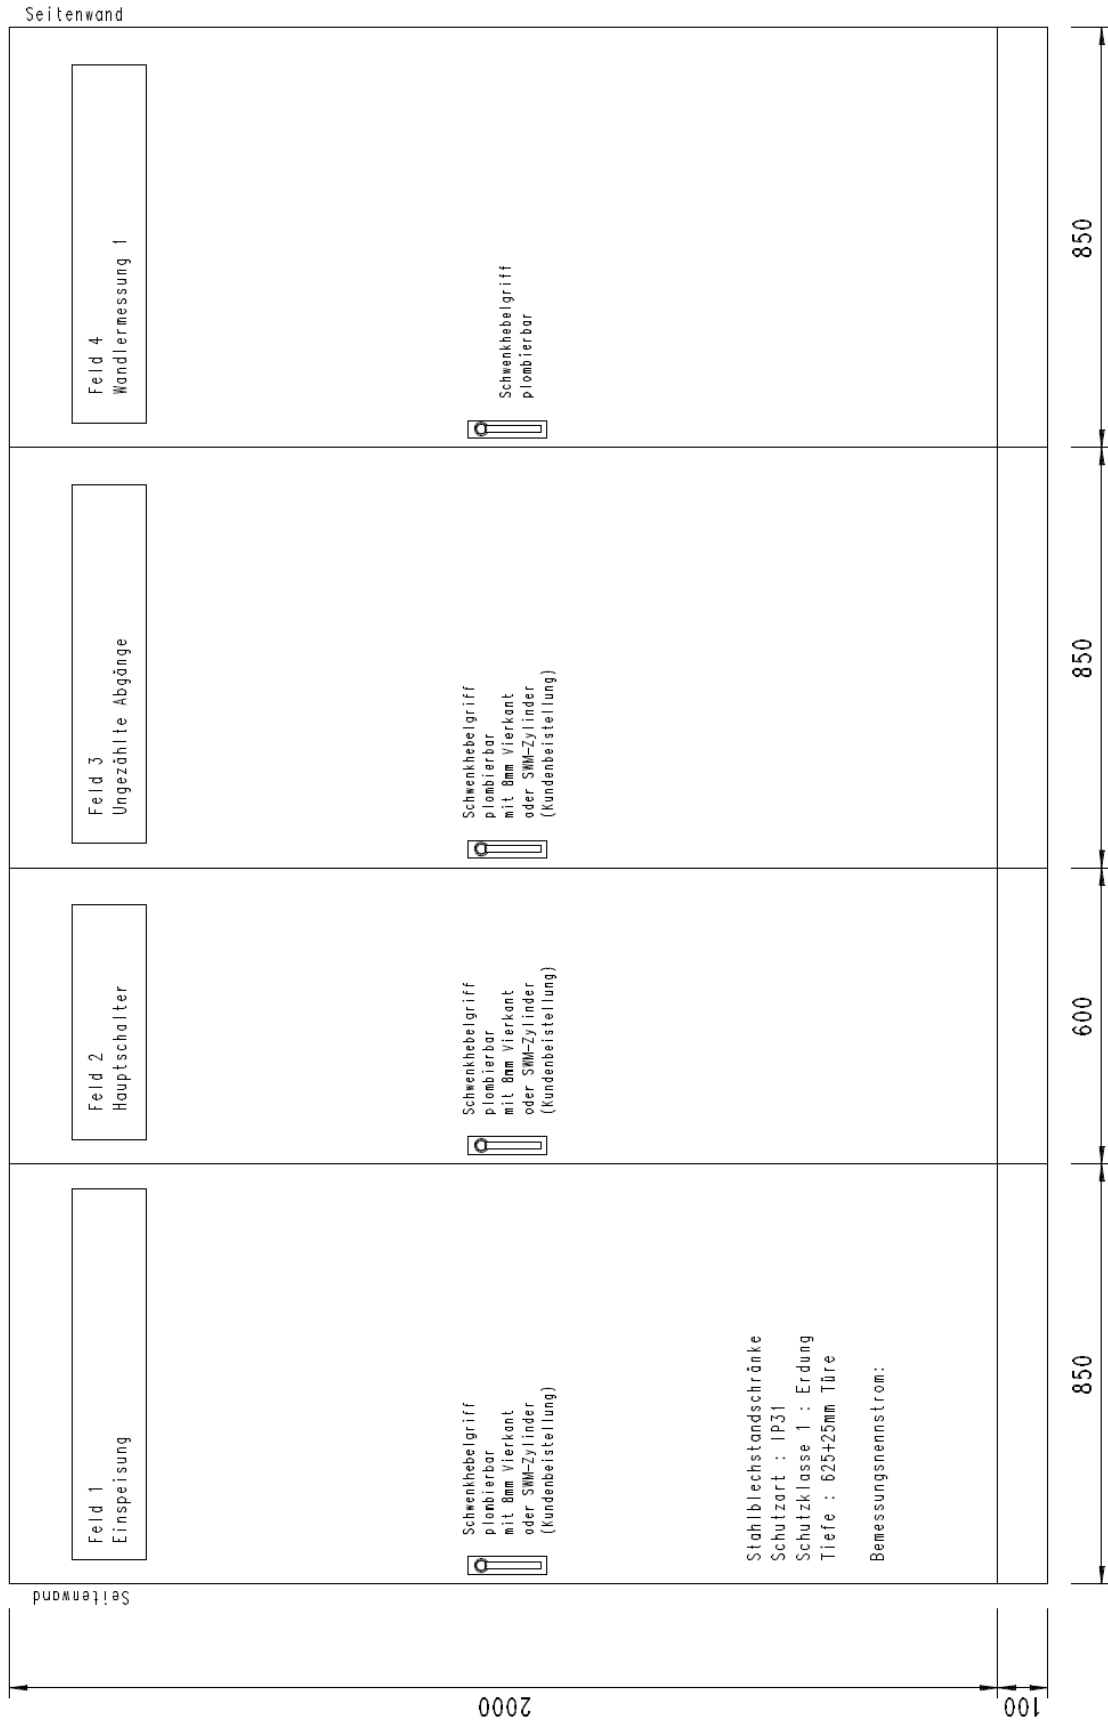 Seitenwand
Feld 1
Einspeisung
Feld 2
Hauptschalter
Feld 3
Ungezählte Abgänge
Feld 4
Wandlermessung 1
Schwenkhebelgriff
plombierbar
mit 8mm Vierkant
oder SWM-Zylinder
(Kundenbeistellung)
Schwenkhebelgriff
plombierbar
mit 8mm Vierkant
oder SWM-Zylinder
(Kundenbeistellung)
Schwenkhebelgriff
plombierbar
mit 8mm Vierkant
oder SWM-Zylinder
(Kundenbeistellung)
Schwenkhebelgriff
plombierbar
Stahlblechstandschränke
Schutzart : IP31
Schutzklasse 1 : Erdung
Tiefe : 625+25mm Türe
Bemessungsnennstrom:
Seitenwand
2000
100
850
600
850
850